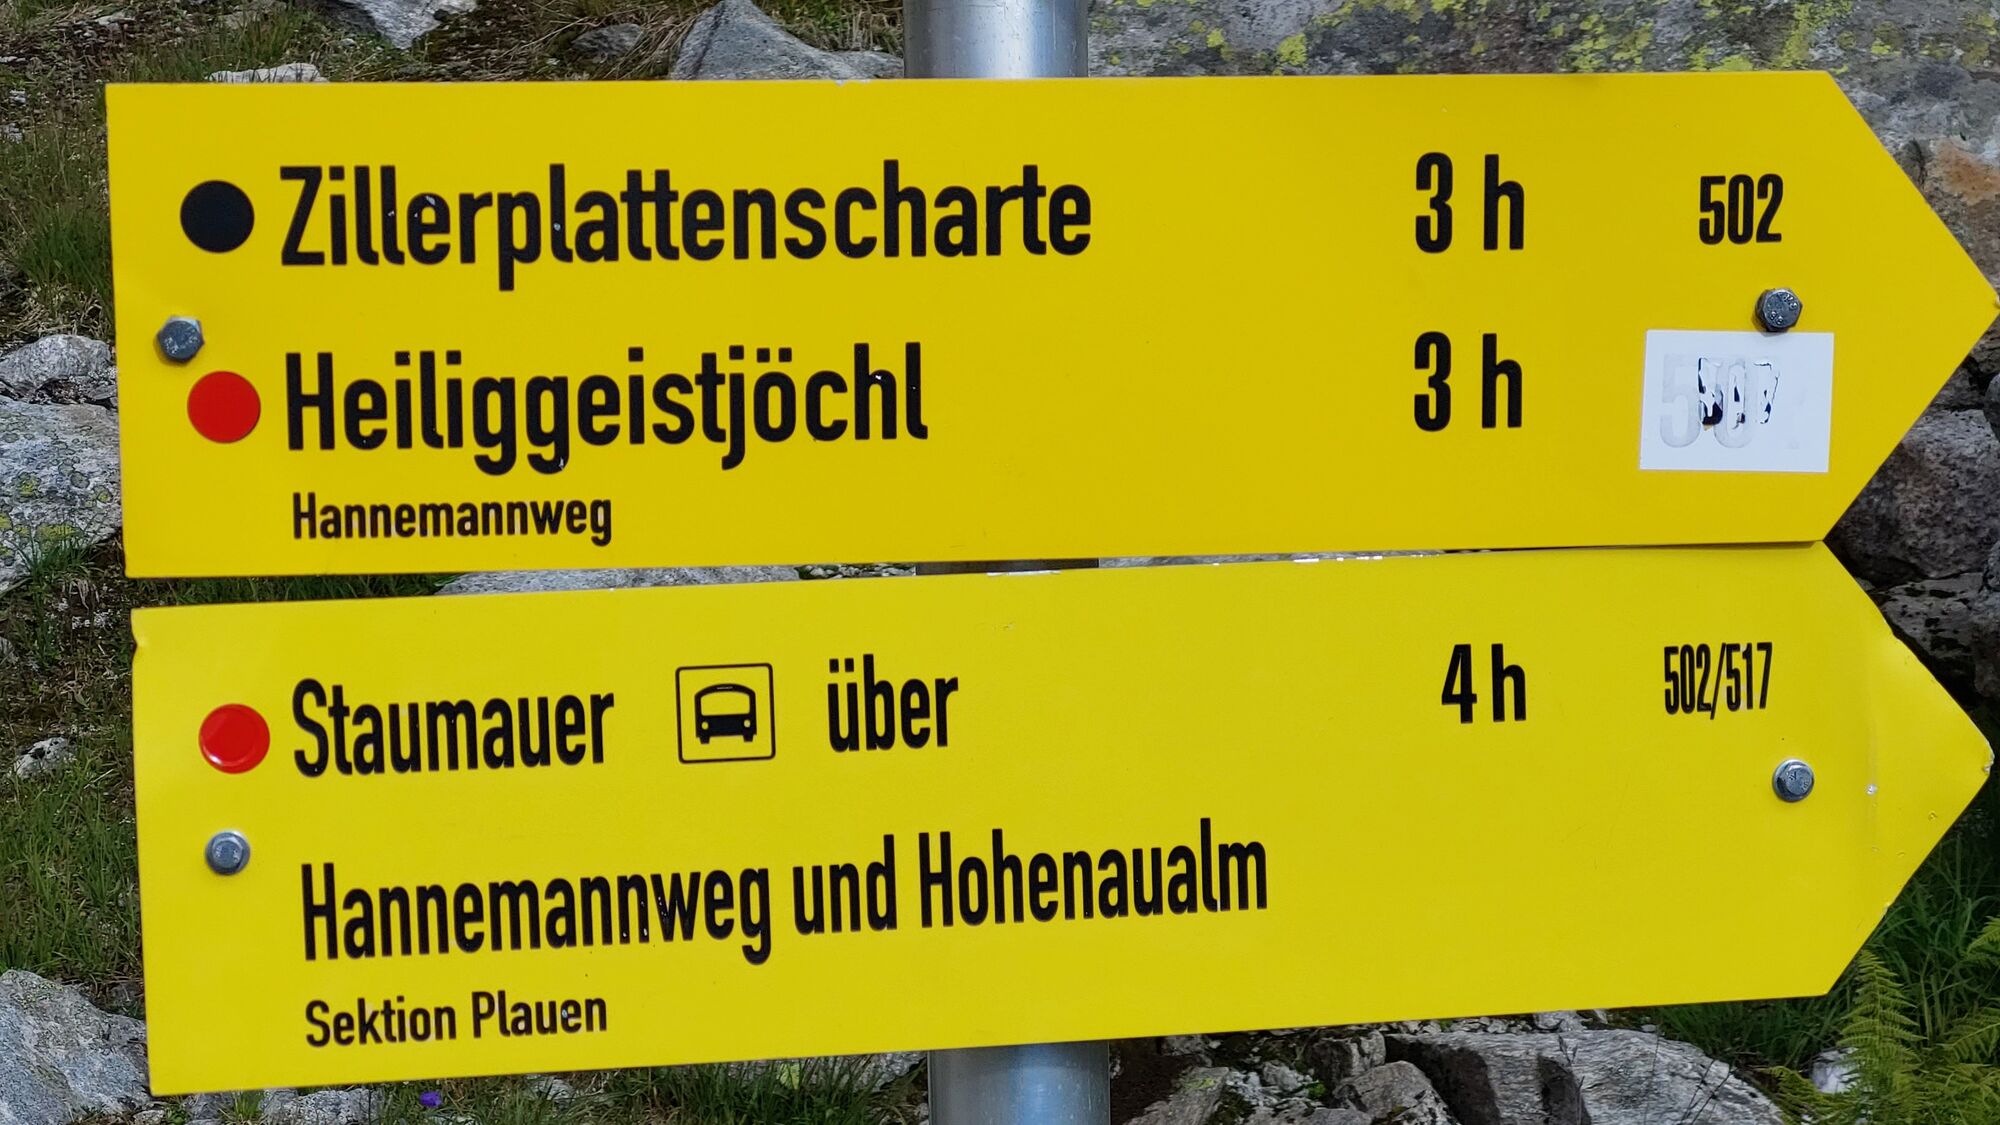 Zillerplattenscharte 3 h 502
Heiliggeistjöchl 3 h
Hannemannweg
Staumauer über 4 h 502/517
Hannemannweg und Hohenaualm
Sektion Plauen